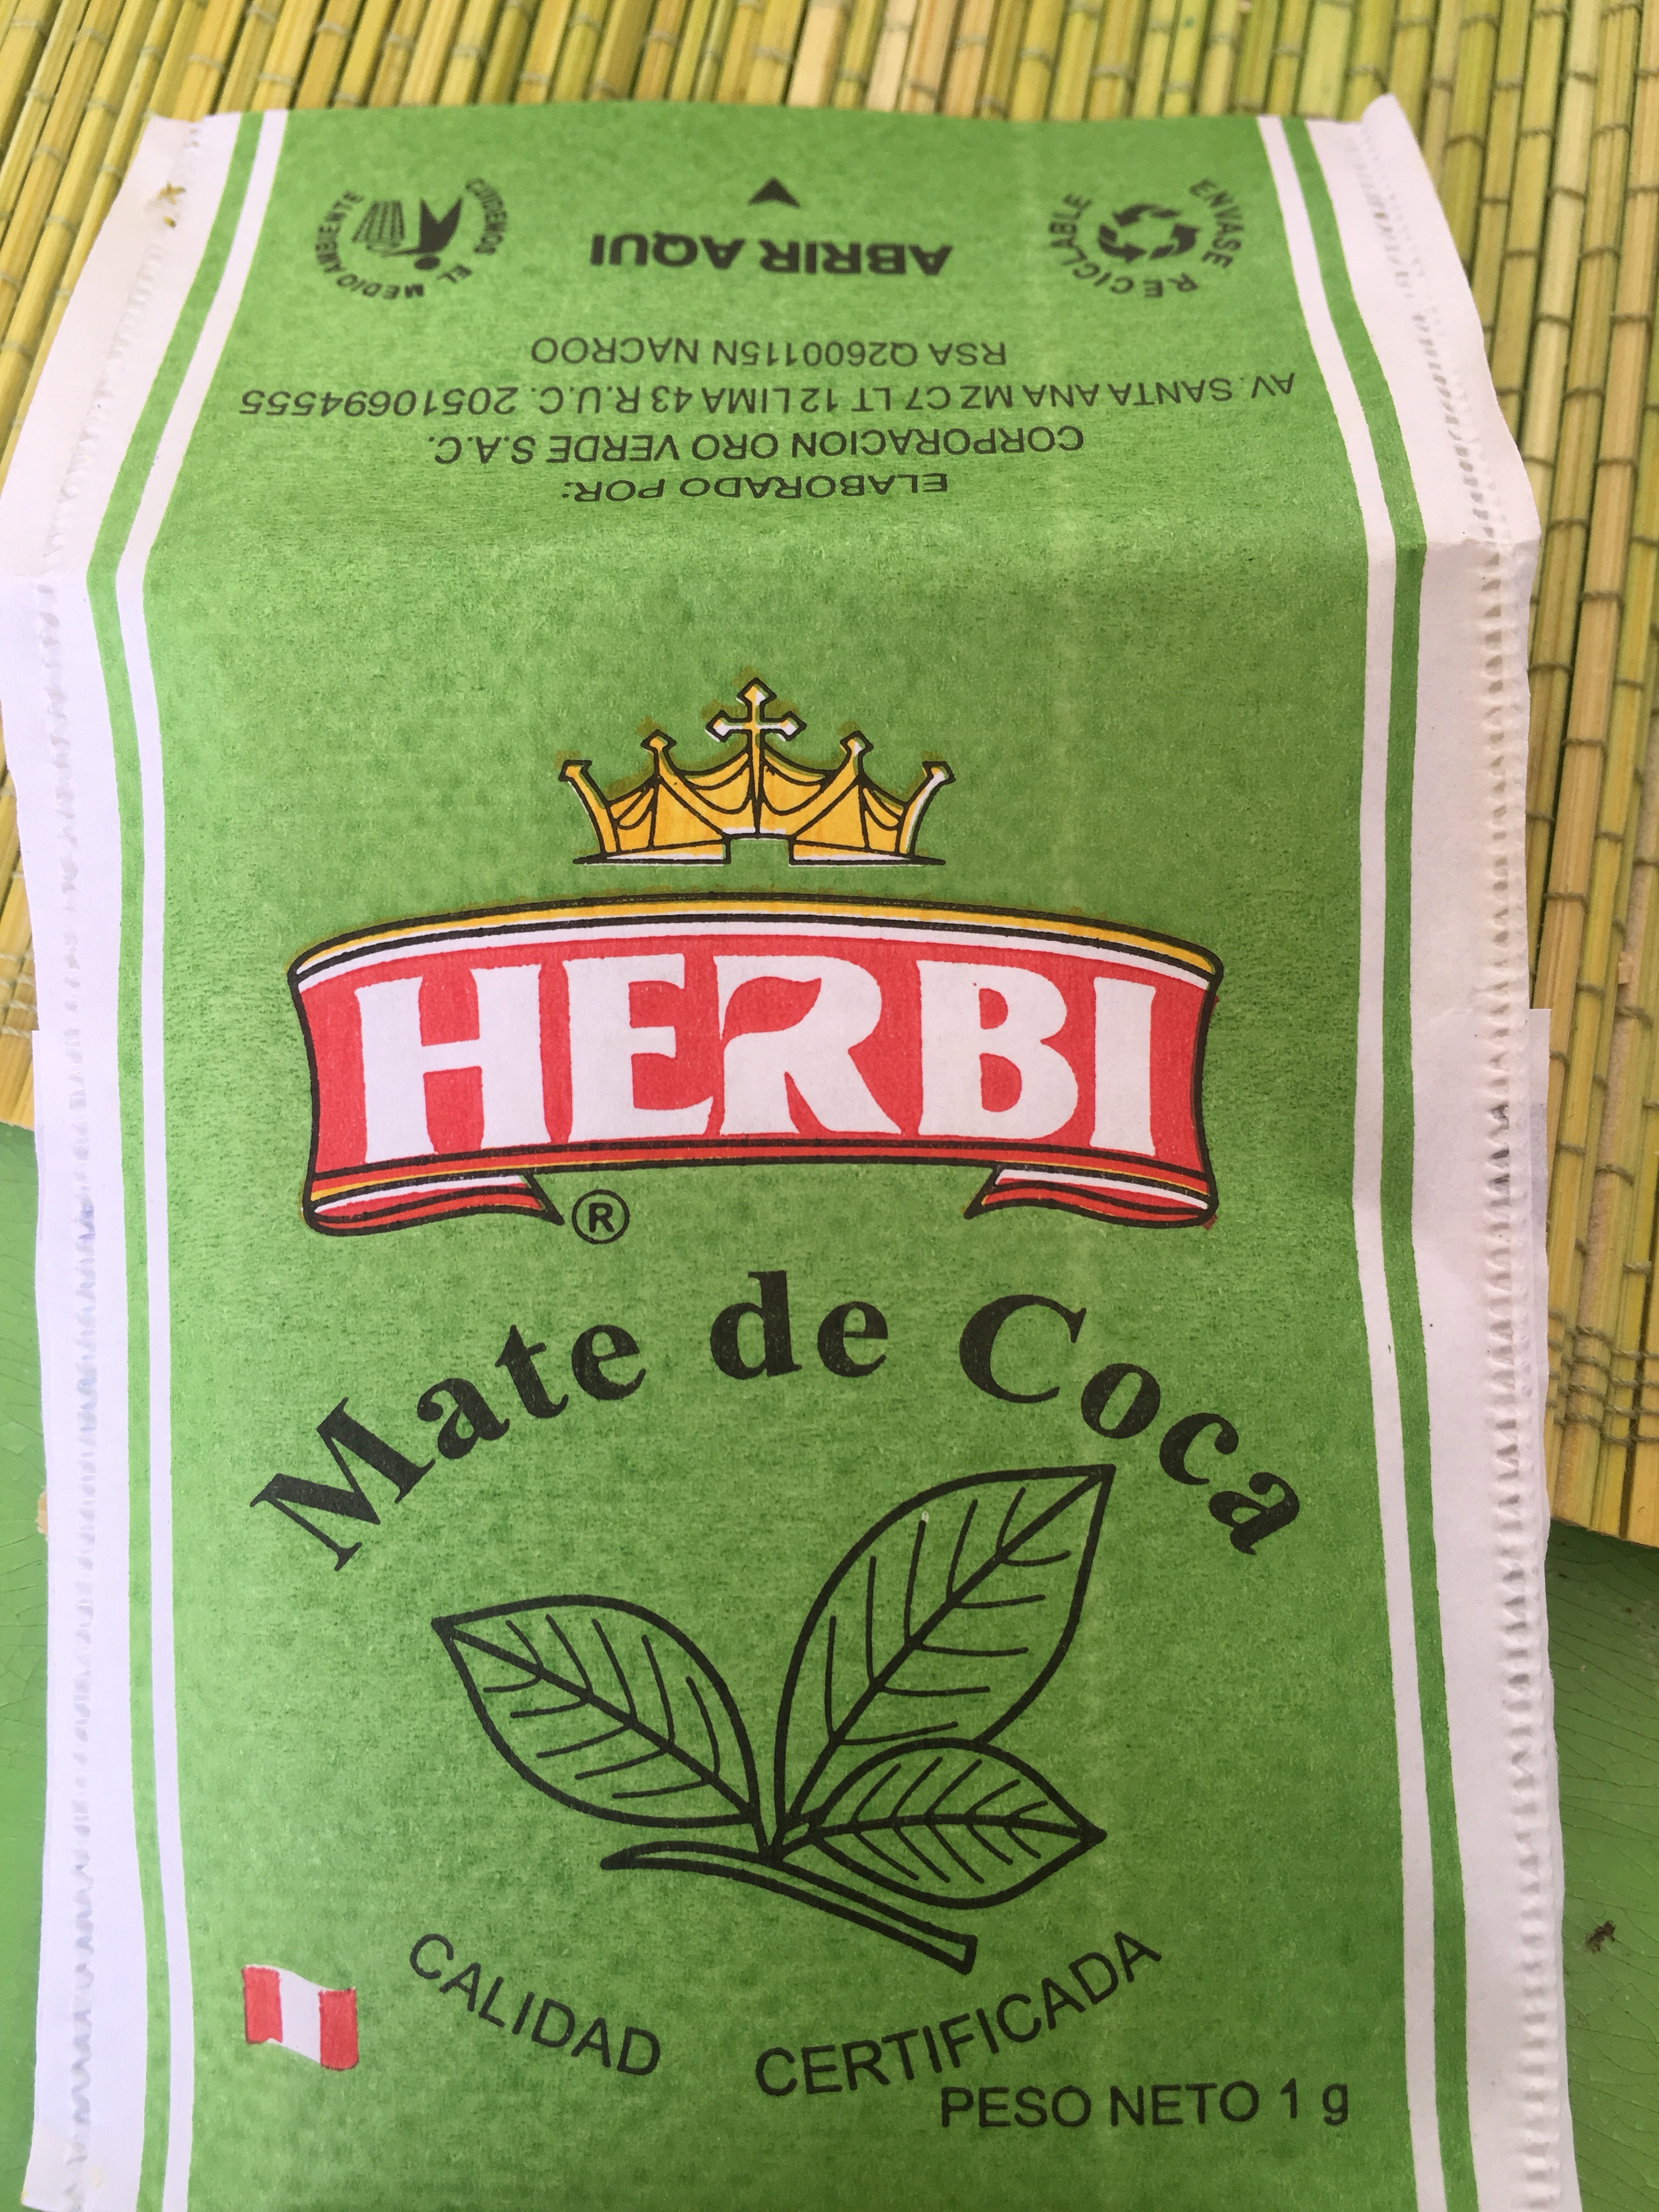 ENVASE RECICLABLE
ABRIR AQUI
CUIDEMOS EL MEDIO AMBIENTE
ELABORADO POR:
CORPORACION ORO VERDE S.A.C.
AV. SANTA ANA MZ C7 LT 12 LIMA 43 R.U.C. 20510694555
RSA Q2600115N NACROO
HERBI
®
Mate de Coca
CALIDAD CERTIFICADA
PESO NETO 1 g